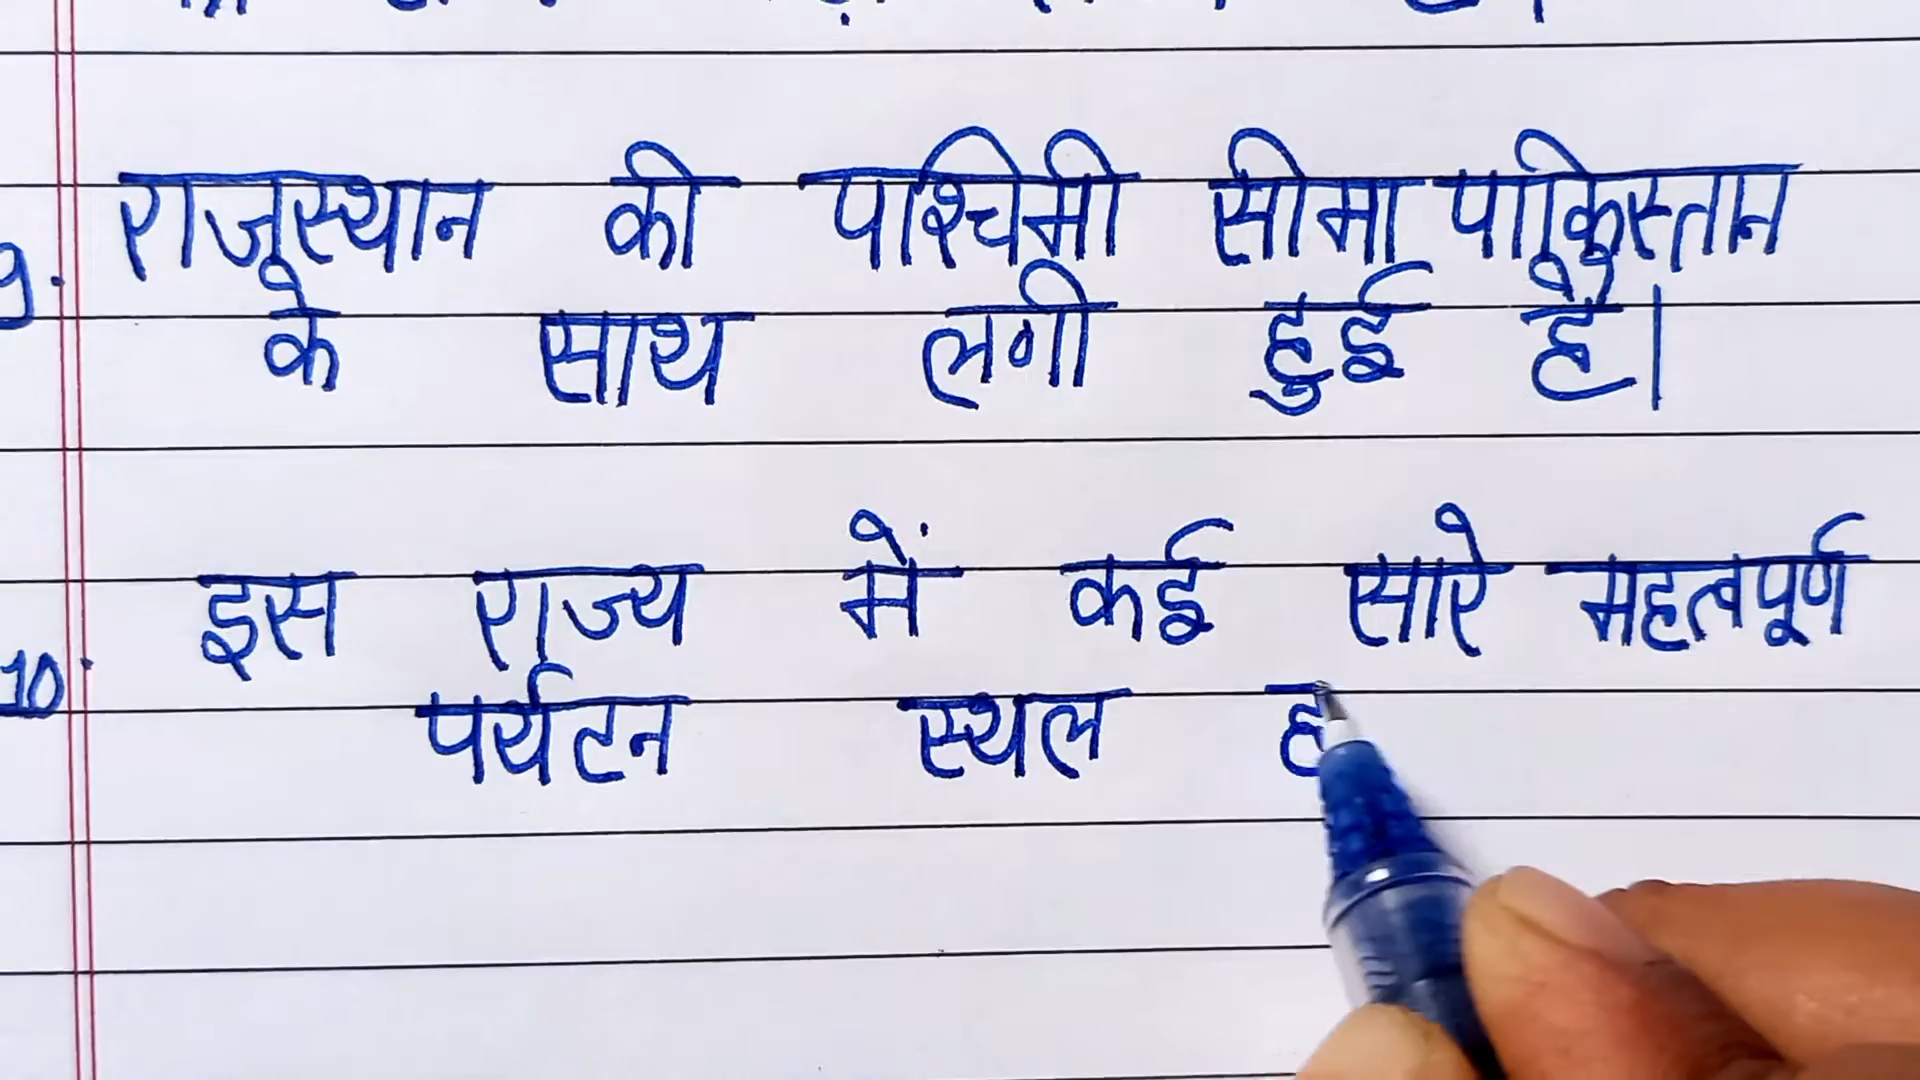 9. राजस्थान की पश्चिमी सीमा पाकिस्तान
के साथ लगी हुई है।
10. इस राज्य में कई सारे महत्वपूर्ण
पर्यटन स्थल ह